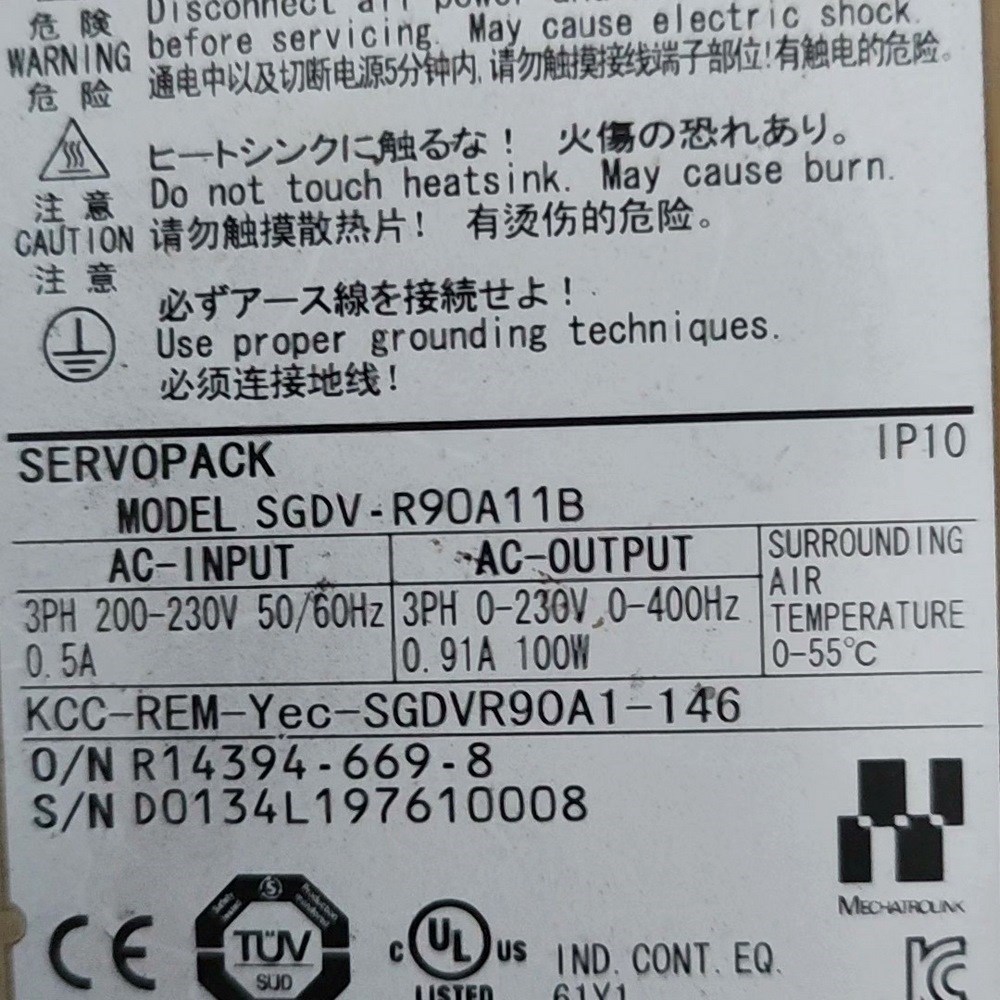 Disconnect all power and
危険 before servicing. May cause electric shock.
WARNING 通电中以及切断电源5分钟内,请勿触摸接线端子部位!有触电的危险。
危险
ヒートシンクに触るな! 火傷の恐れあり。
注意 Do not touch heatsink. May cause burn.
CAUTION 请勿触摸散热片! 有烫伤的危险。
注意
必ずアース線を接続せよ!
Use proper grounding techniques.
必须连接地线!
IP10
SERVOPACK
MODEL SGDV-R90A11B
AC-INPUT
3PH 200-230V 50/60Hz
0.5A
AC-OUTPUT
3PH 0-230V,0-400Hz
0.91A 100W
SURROUNDING
AIR
TEMPERATURE
0-55℃
KCC-REM-Yec-SGDVR90A1-146
O/N R14394-669-8
S/N D0134L197610008
MECHATROLINK
CE
TÜV
SÜD
C UL US
LISTED
IND. CONT. EQ.
61Y1